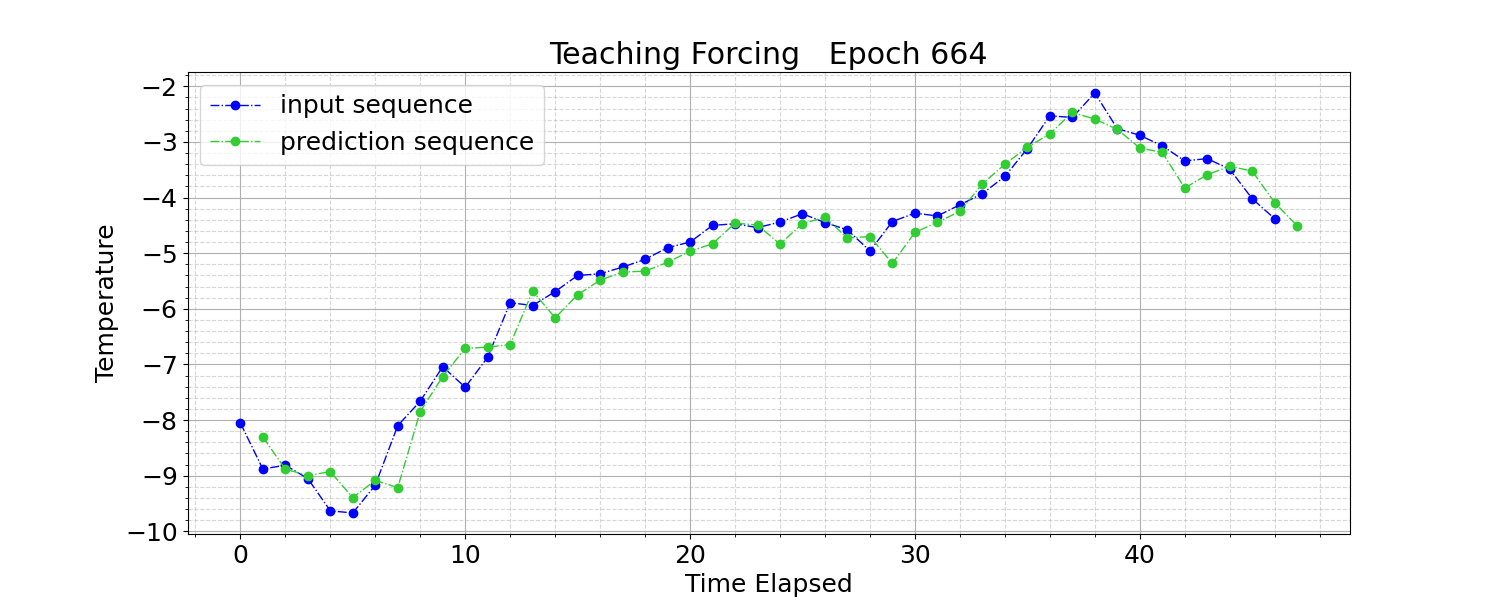 Teaching Forcing   Epoch 664
input sequence
prediction sequence
Temperature
−2
−3
−4
−5
−6
−7
−8
−9
−10
0 10 20 30 40
Time Elapsed